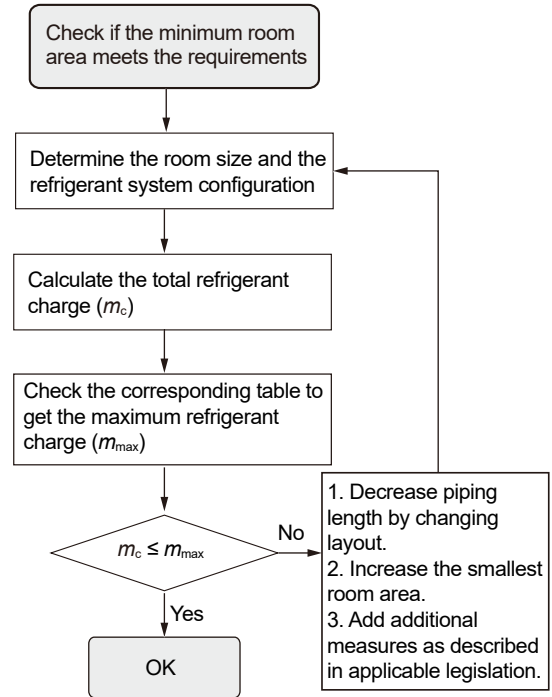 Check if the minimum room
area meets the requirements
Determine the room size and the
refrigerant system configuration
Calculate the total refrigerant
charge (mc)
Check the corresponding table to
get the maximum refrigerant
charge (mmax)
mc ≤ mmax
No
1. Decrease piping
length by changing
layout.
2. Increase the smallest
room area.
3. Add additional
measures as described
in applicable legislation.
Yes
OK